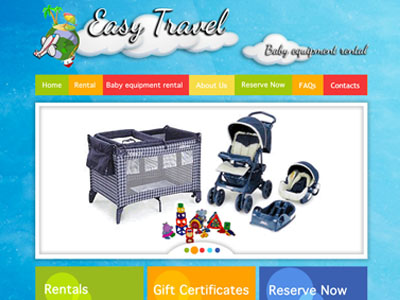 Easy Travel
Baby equipment rental
Home Rental Baby equipment rental About Us Reserve Now FAQs Contacts
Rentals Gift Certificates Reserve Now